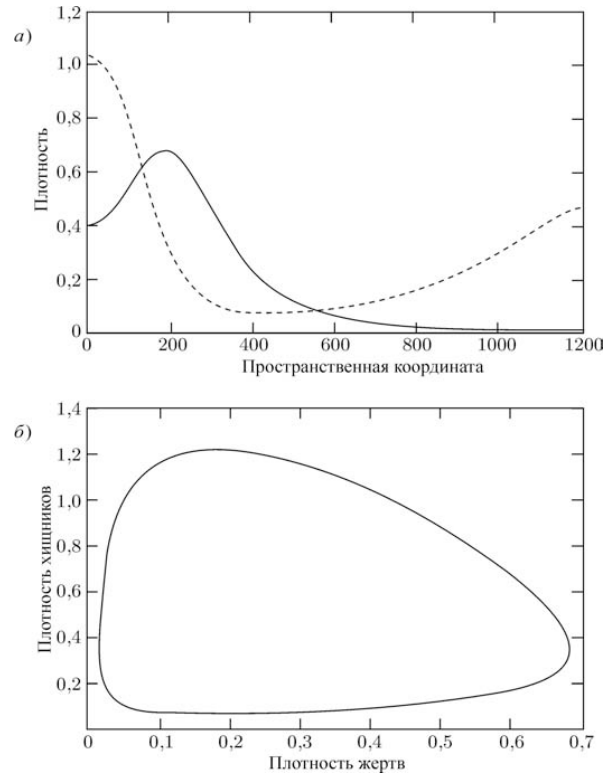 а)
Плотность
1,2
1,0
0,8
0,6
0,4
0,2
0
0 200 400 600 800 1000 1200
Пространственная координата
б)
Плотность хищников
1,4
1,2
1,0
0,8
0,6
0,4
0,2
0 0,1 0,2 0,3 0,4 0,5 0,6 0,7
Плотность жертв